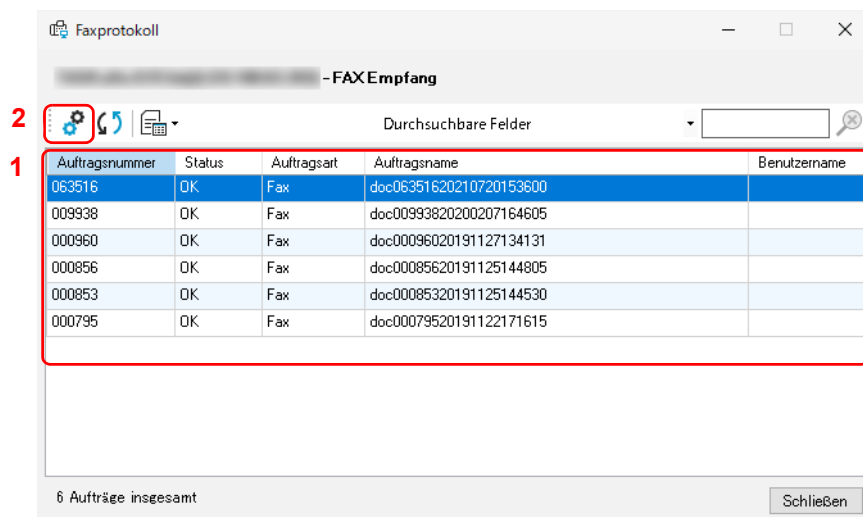 Faxprotokoll
- FAX Empfang
2
Durchsuchbare Felder
1
Auftragsnummer Status Auftragsart Auftragsname Benutzername
063516 OK Fax doc06351620210720153600
009938 OK Fax doc00993820200207164605
000960 OK Fax doc00096020191127134131
000856 OK Fax doc00085620191125144805
000853 OK Fax doc00085320191125144530
000795 OK Fax doc00079520191122171615
6 Aufträge insgesamt
Schließen